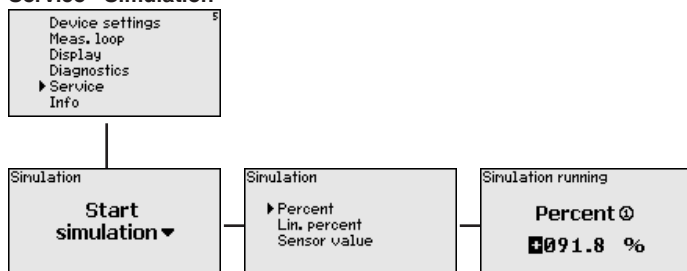 Service - Simulation
Device settings
5
Meas. loop
Display
Diagnostics
Service
Info
Simulation
Start
simulation
Simulation
Percent
Lin. percent
Sensor value
Simulation running
Percent ①
+091.8 %